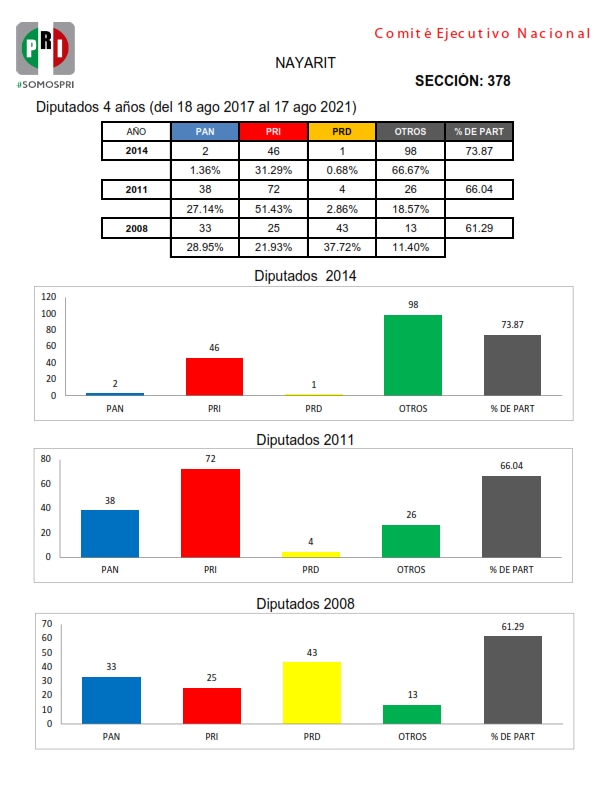 Comité Ejecutivo Nacional
PRI
#SOMOSPRI
NAYARIT
SECCIÓN: 378
Diputados 4 años (del 18 ago 2017 al 17 ago 2021)
AÑO PAN PRI PRD OTROS % DE PART
2014 2 46 1 98 73.87
1.36% 31.29% 0.68% 66.67%
2011 38 72 4 26 66.04
27.14% 51.43% 2.86% 18.57%
2008 33 25 43 13 61.29
28.95% 21.93% 37.72% 11.40%
Diputados 2014
120
100
80
60
40
20
0
2 46 1 98 73.87
PAN PRI PRD OTROS % DE PART
Diputados 2011
80
60
40
20
0
38 72 4 26 66.04
PAN PRI PRD OTROS % DE PART
Diputados 2008
70
60
50
40
30
20
10
0
33 25 43 13 61.29
PAN PRI PRD OTROS % DE PART